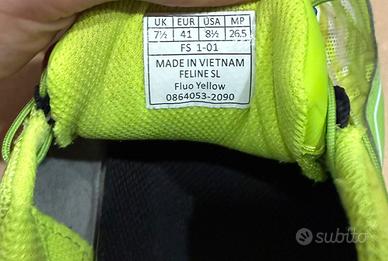 UK EUR USA MP
7½ 41 8½ 26.5
FS 1-01
MADE IN VIETNAM
FELINE SL
Fluo Yellow
0864053-2090
subito